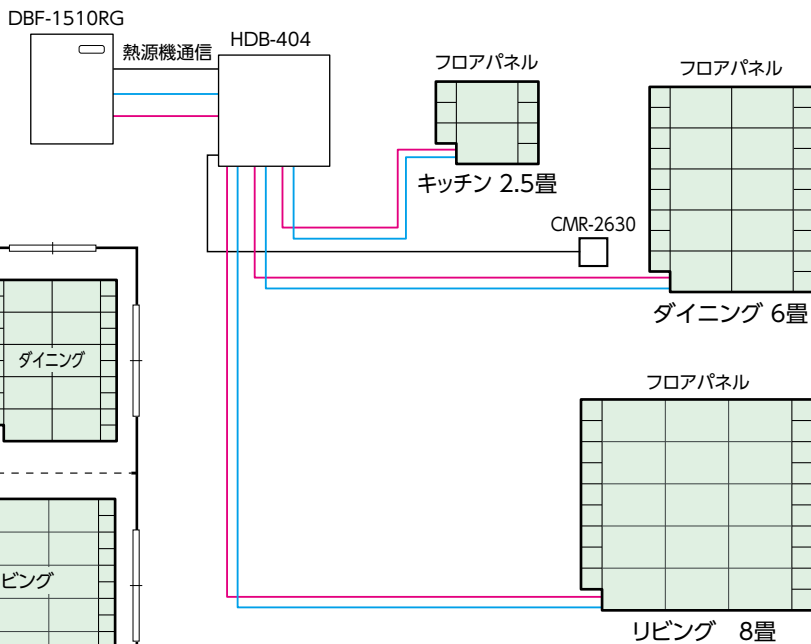 DBF-1510RG
熱源機通信
HDB-404
フロアパネル
キッチン 2.5畳
フロアパネル
CMR-2630
ダイニング 6畳
ダイニング
フロアパネル
ビング
リビング 8畳